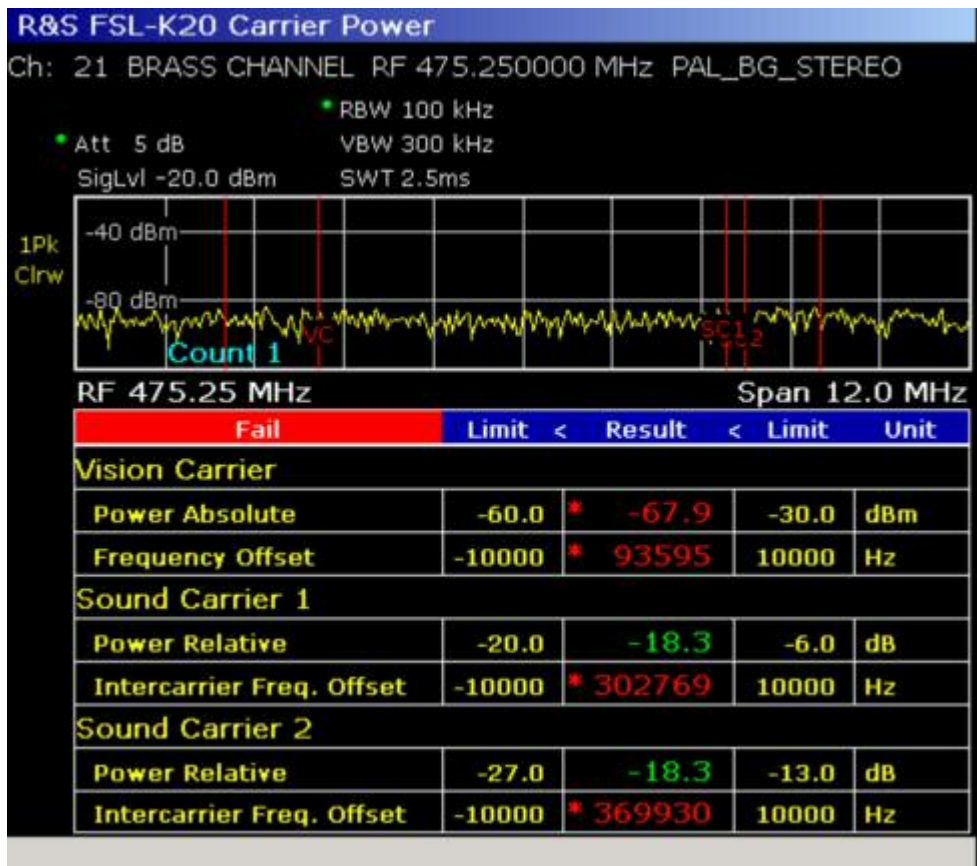 R&S FSL-K20 Carrier Power
Ch: 21 BRASS CHANNEL RF 475.250000 MHz PAL_BG_STEREO
* RBW 100 kHz
* Att 5 dB VBW 300 kHz
SigLvl -20.0 dBm SWT 2.5ms
-40 dBm
1Pk
Clrw
-80 dBm
VC
SC1
2
Count 1
RF 475.25 MHz Span 12.0 MHz
Fail Limit < Result < Limit Unit
Vision Carrier
Power Absolute -60.0 * -67.9 -30.0 dBm
Frequency Offset -10000 * 93595 10000 Hz
Sound Carrier 1
Power Relative -20.0 -18.3 -6.0 dB
Intercarrier Freq. Offset -10000 * 302769 10000 Hz
Sound Carrier 2
Power Relative -27.0 -18.3 -13.0 dB
Intercarrier Freq. Offset -10000 * 369930 10000 Hz